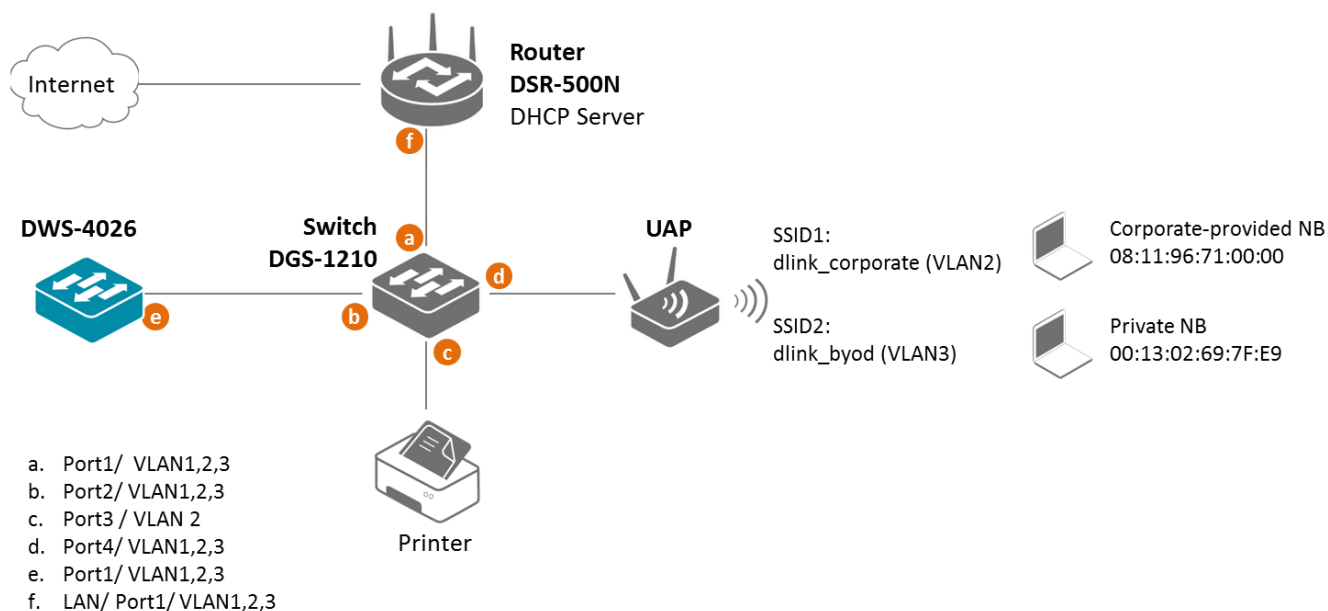 Internet
Router
DSR-500N
DHCP Server
f
DWS-4026
e
Switch
DGS-1210
a
b
c
d
UAP
SSID1:
dlink_corporate (VLAN2)
SSID2:
dlink_byod (VLAN3)
Corporate-provided NB
08:11:96:71:00:00
Private NB
00:13:02:69:7F:E9
Printer
a. Port1/ VLAN1,2,3
b. Port2/ VLAN1,2,3
c. Port3 / VLAN 2
d. Port4/ VLAN1,2,3
e. Port1/ VLAN1,2,3
f. LAN/ Port1/ VLAN1,2,3